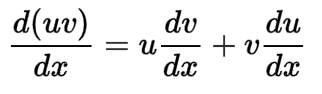 d(uv)/dx = u dv/dx + v du/dx